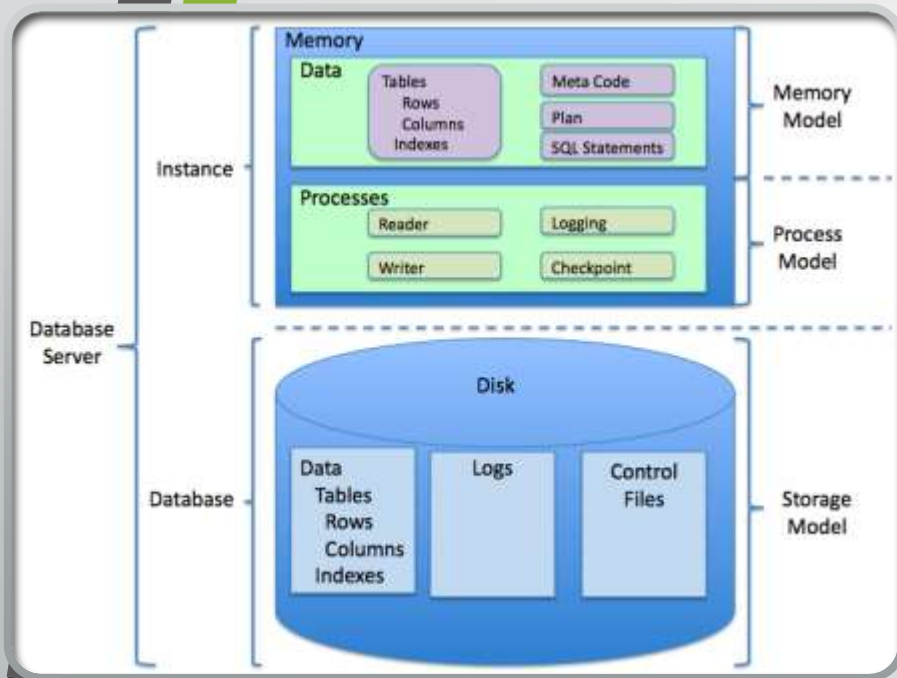 Memory
Data
Tables
Rows
Columns
Indexes
Meta Code
Plan
SQL Statements
Memory
Model
Instance
Processes
Reader
Logging
Writer
Checkpoint
Process
Model
Database
Server
Disk
Database
Data
Tables
Rows
Columns
Indexes
Logs
Control
Files
Storage
Model